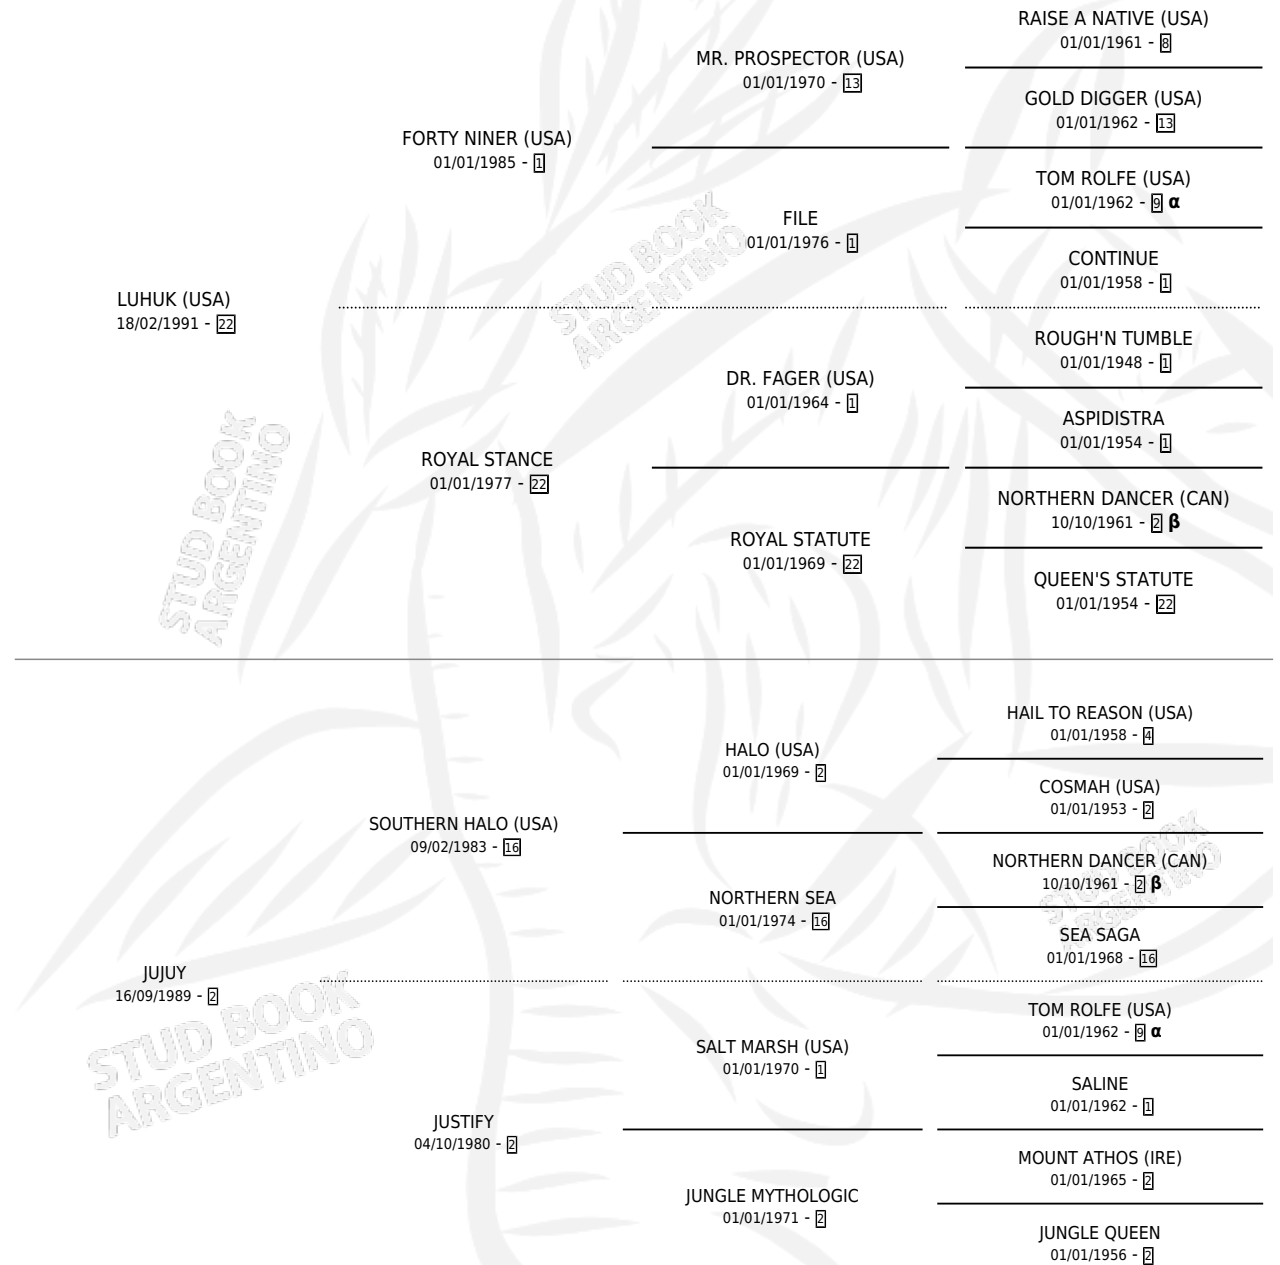 RAISE A NATIVE (USA)
01/01/1961 - 8
MR. PROSPECTOR (USA)
01/01/1970 - 13
GOLD DIGGER (USA)
01/01/1962 - 13
FORTY NINER (USA)
01/01/1985 - 1
TOM ROLFE (USA)
01/01/1962 - 9 α
FILE
01/01/1976 - 1
CONTINUE
01/01/1958 - 1
LUHUK (USA)
18/02/1991 - 22
ROUGH'N TUMBLE
01/01/1948 - 1
DR. FAGER (USA)
01/01/1964 - 1
ASPIDISTRA
01/01/1954 - 1
ROYAL STANCE
01/01/1977 - 22
NORTHERN DANCER (CAN)
10/10/1961 - 2 β
ROYAL STATUTE
01/01/1969 - 22
QUEEN'S STATUTE
01/01/1954 - 22
HAIL TO REASON (USA)
01/01/1958 - 4
HALO (USA)
01/01/1969 - 2
COSMAH (USA)
01/01/1953 - 2
SOUTHERN HALO (USA)
09/02/1983 - 16
NORTHERN DANCER (CAN)
10/10/1961 - 2 β
NORTHERN SEA
01/01/1974 - 16
SEA SAGA
01/01/1968 - 16
JUJUY
16/09/1989 - 2
TOM ROLFE (USA)
01/01/1962 - 9 α
SALT MARSH (USA)
01/01/1970 - 1
SALINE
01/01/1962 - 1
JUSTIFY
04/10/1980 - 2
MOUNT ATHOS (IRE)
01/01/1965 - 2
JUNGLE MYTHOLOGIC
01/01/1971 - 2
JUNGLE QUEEN
01/01/1956 - 2
STUD BOOK
ARGENTINO
STUD BOOK
ARGENTINO
STUD BOOK
ARGENTINO
STUD BOOK
ARGENTINO